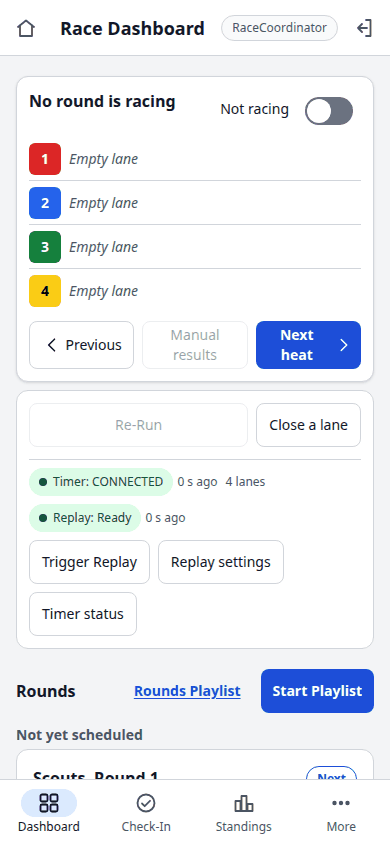 Race Dashboard
RaceCoordinator
No round is racing
Not racing
1 Empty lane
2 Empty lane
3 Empty lane
4 Empty lane
Previous
Manual
results
Next
heat
Re-Run
Close a lane
Timer: CONNECTED 0 s ago 4 lanes
Replay: Ready 0 s ago
Trigger Replay
Replay settings
Timer status
Rounds
Rounds Playlist
Start Playlist
Not yet scheduled
Scouts, Round 1
Next
Dashboard
Check-In
Standings
More